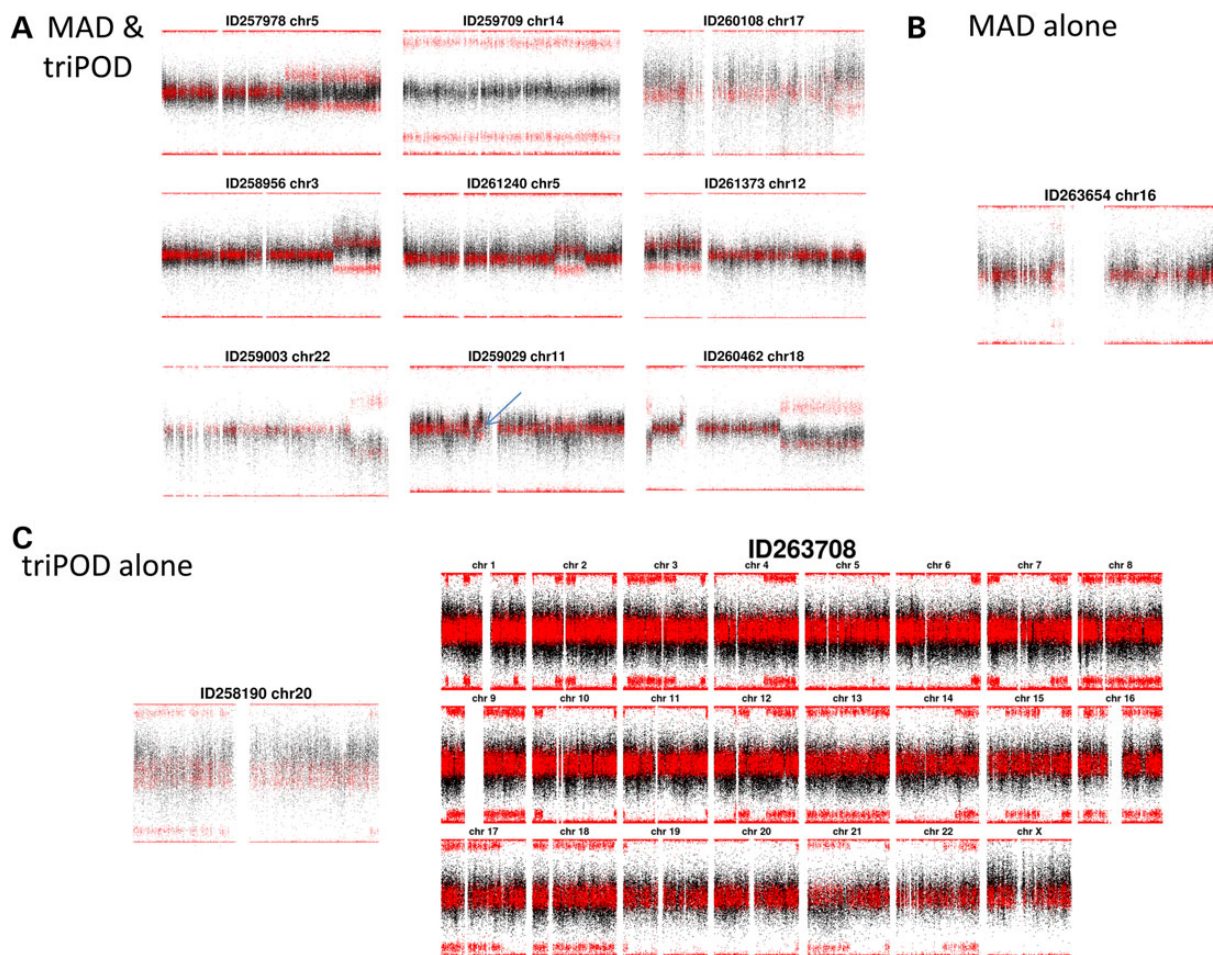 A MAD &
triPOD
ID257978 chr5
ID259709 chr14
ID260108 chr17
B MAD alone
ID258956 chr3
ID261240 chr5
ID261373 chr12
ID263654 chr16
ID259003 chr22
ID259029 chr11
ID260462 chr18
C
triPOD alone
ID258190 chr20
ID263708
chr 1 chr 2 chr 3 chr 4 chr 5 chr 6 chr 7 chr 8
chr 9 chr 10 chr 11 chr 12 chr 13 chr 14 chr 15 chr 16
chr 17 chr 18 chr 19 chr 20 chr 21 chr 22 chr X